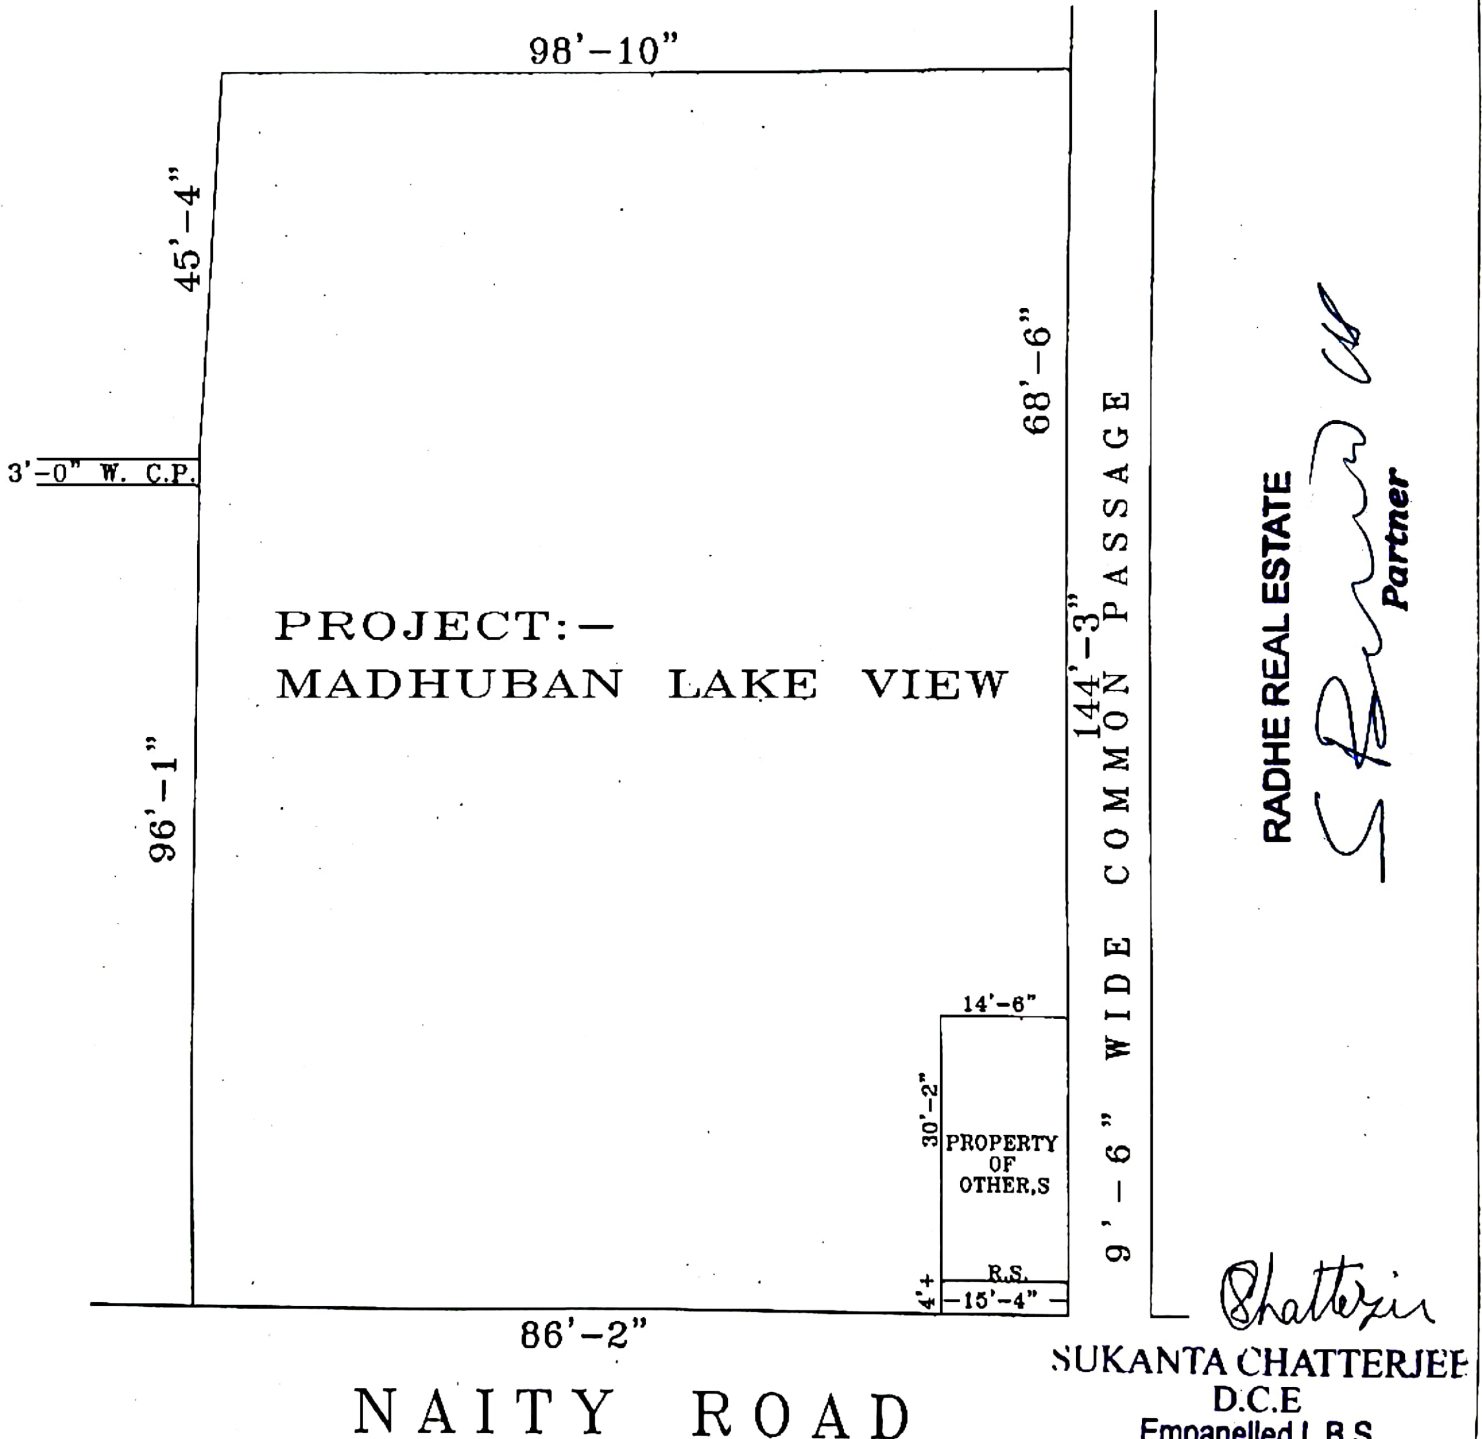 98'-10"
45'-4"
68'-6"
3'-0" W. C.P.
9'-6" WIDE COMMON PASSAGE
144'-3"
PROJECT:-
MADHUBAN LAKE VIEW
96'-1"
14'-6"
30'-2"
PROPERTY
OF
OTHER,S
R.S.
4'+
15'-4"
86'-2"
NAITY ROAD
RADHE REAL ESTATE
Partner
SUKANTA CHATTERJEE
D.C.E
Empanelled L.B.S